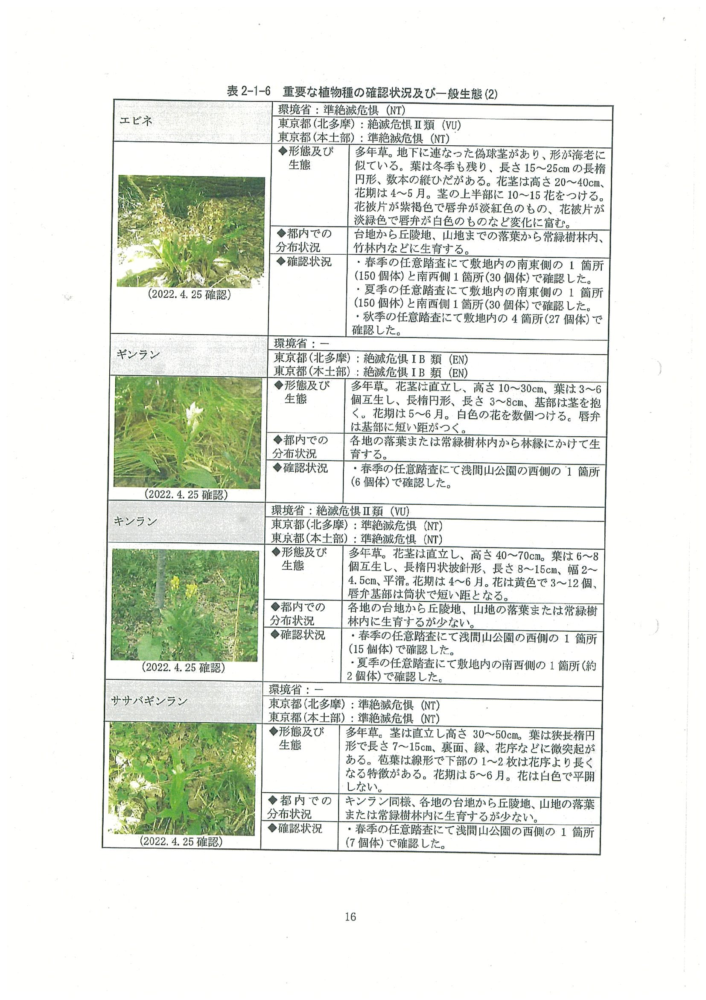 表 2-1-6　重要な植物種の確認状況及び一般生態(2)
エビネ
環境省：準絶滅危惧（NT）
東京都(北多摩)：絶滅危惧Ⅱ類（VU）
東京都(本土部)：準絶滅危惧（NT）
(2022.4.25 確認)
◆形態及び
生態
多年草。地下に連なった偽球茎があり、形が海老に
似ている。葉は冬季も残り、長さ 15～25cm の長楕
円形、数本の縦ひだがある。花茎は高さ 20～40cm、
花期は 4～5 月。茎の上半部に 10～15 花をつける。
花被片が紫褐色で唇弁が淡紅色のもの、花被片が
淡緑色で唇弁が白色のものなど変化に富む。
◆都内での
分布状況
台地から丘陵地、山地までの落葉から常緑樹林内、
竹林内などに生育する。
◆確認状況
・春季の任意踏査にて敷地内の南東側の 1 箇所
(150 個体)と南西側 1 箇所(30 個体)で確認した。
・夏季の任意踏査にて敷地内の南東側の 1 箇所
(150 個休)と南西側 1 箇所(30 個体)で確認した。
・秋季の任意踏査にて敷地内の 4 箇所(27 個体)で
確認した。
ギンラン
環境省：－
東京都(北多摩)：絶滅危惧ⅠB 類（EN）
東京都(本土部)：絶滅危惧ⅠB 類（EN）
(2022.4.25 確認)
◆形態及び
生態
多年草。花茎は直立し、高さ 10～30cm、葉は 3～6
個互生し、長楕円形、長さ 3～8cm、基部は茎を抱
く。花期は 5～6 月。白色の花を数個つける。唇弁
は基部に短い距がつく。
◆都内での
分布状況
各地の落葉または常緑樹林内から林縁にかけて生
育する。
◆確認状況
・春季の任意踏査にて浅間山公園の西側の 1 箇所
(6 個体)で確認した。
キンラン
環境省：絶滅危惧Ⅱ類（VU）
東京都(北多摩)：準絶滅危惧（NT）
東京都(本土部)：準絶滅危惧（NT）
(2022.4.25 確認)
◆形態及び
生態
多年草。花茎は直立し、高さ 40～70cm。葉は 6～8
個互生し、長楕円状披針形、長さ 8～15cm、幅 2～
4.5cm、平滑。花期は 4～6 月。花は黄色で 3～12 個、
唇弁基部は筒状で短い距となる。
◆都内での
分布状況
各地の台地から丘陵地、山地の落葉または常緑樹
林内に生育するが少ない。
◆確認状況
・春季の任意踏査にて浅間山公園の西側の 1 箇所
(15 個体)で確認した。
・夏季の任意踏査にて敷地内の南西側の 1 箇所(約
2 個体)で確認した。
ササバギンラン
環境省：－
東京都(北多摩)：準絶滅危惧（NT）
東京都(本土部)：準絶滅危惧（NT）
(2022.4.25 確認)
◆形態及び
生態
多年草。茎は直立し高さ 30～50cm。葉は狭長楕円
形で長さ 7～15cm、裏面、縁、花序などに微突起が
ある。苞葉は線形で下部の 1～2 枚は花序より長く
なる特徴がある。花期は 5～6 月。花は白色で平開
しない。
◆都内での
分布状況
キンラン同様、各地の台地から丘陵地、山地の落葉
または常緑樹林内に生育するが少ない。
◆確認状況
・春季の任意踏査にて浅間山公園の西側の 1 箇所
(7 個体)で確認した。
16